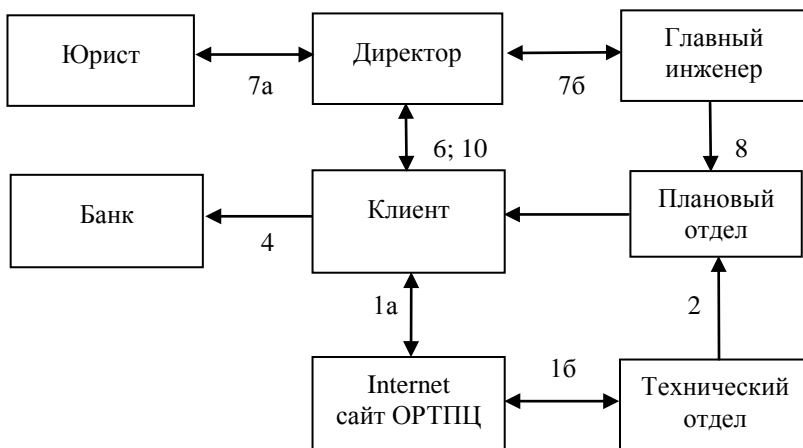 Юрист
Директор
Главный
инженер
7а
7б
6; 10
8
Банк
Клиент
Плановый
отдел
4
1а
2
Internet
сайт ОРТПЦ
1б
Технический
отдел